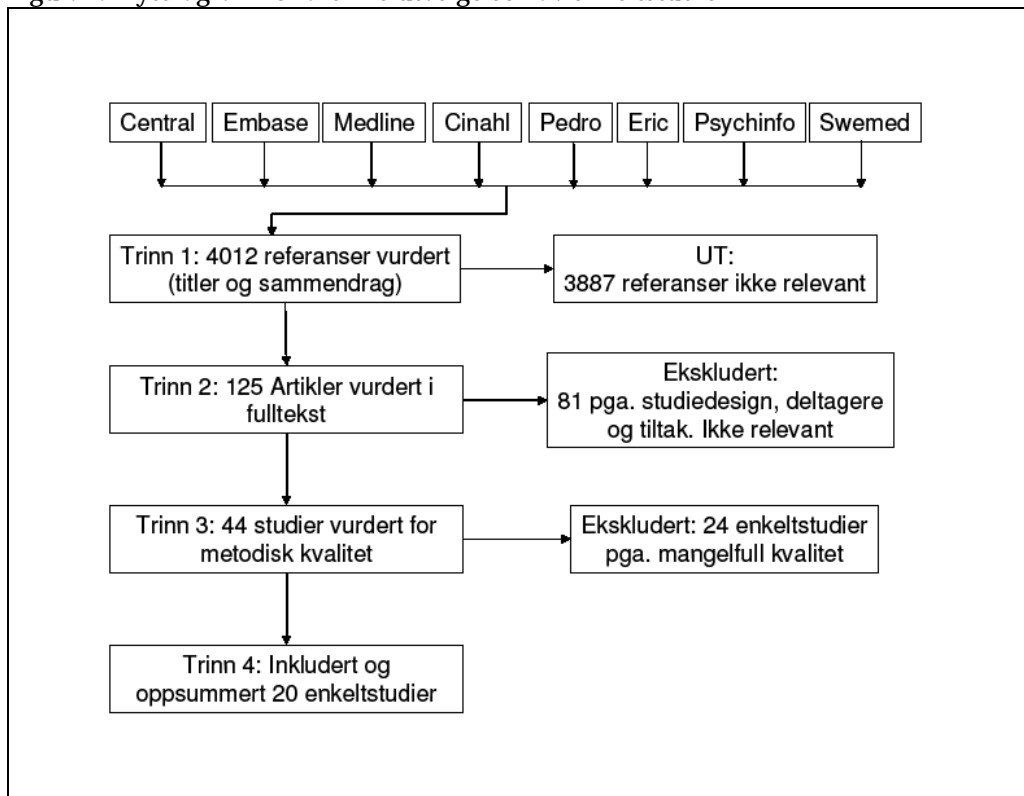 Central Embase Medline Cinahl Pedro Eric Psychinfo Swemed
Trinn 1: 4012 referanser vurdert
(titler og sammendrag)
UT:
3887 referanser ikke relevant
Trinn 2: 125 Artikler vurdert i
fulltekst
Ekskludert:
81 pga. studiedesign, deltagere
og tiltak. Ikke relevant
Trinn 3: 44 studier vurdert for
metodisk kvalitet
Ekskludert: 24 enkeltstudier
pga. mangelfull kvalitet
Trinn 4: Inkludert og
oppsummert 20 enkeltstudier